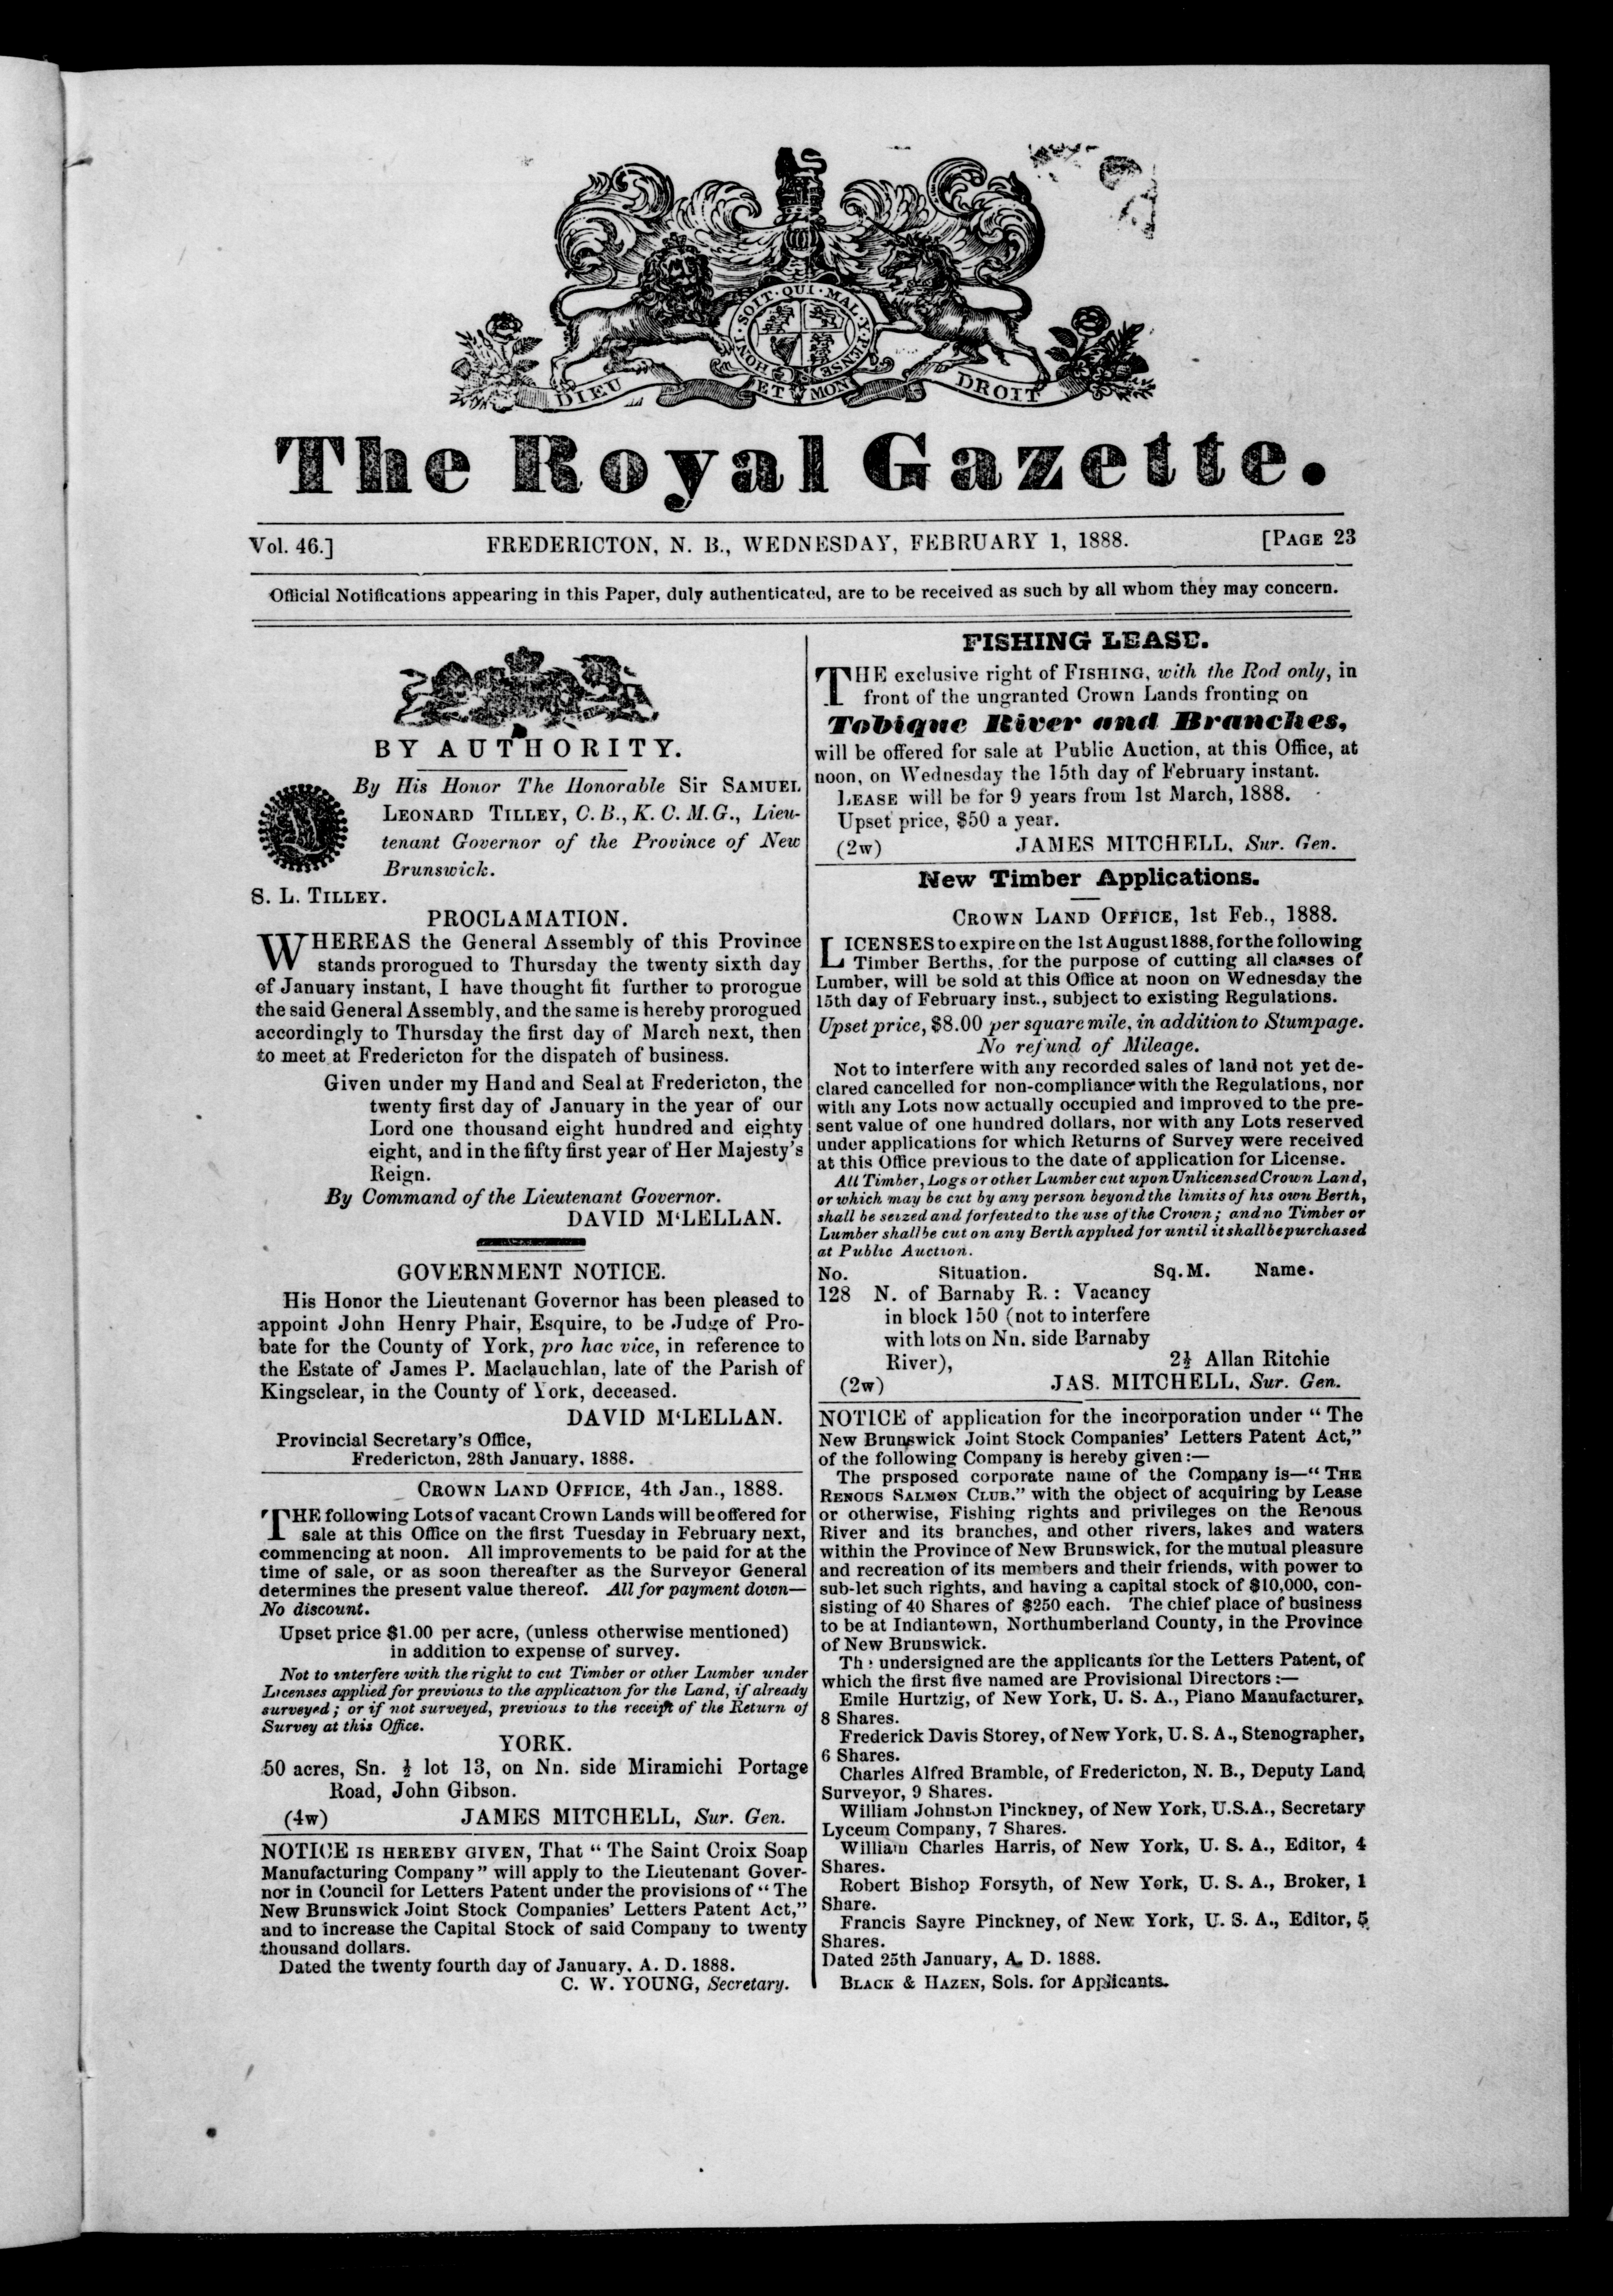 HONI · SOIT · QUI · MAL · Y · PENSE
DIEU ET MON DROIT
The Royal Gazette.
Vol. 46.] FREDERICTON, N. B., WEDNESDAY, FEBRUARY 1, 1888. [PAGE 23
Official Notifications appearing in this Paper, duly authenticated, are to be received as such by all whom they may concern.
BY AUTHORITY.
By His Honor The Honorable Sir SAMUEL
LEONARD TILLEY, C. B., K. C. M. G., Lieu-
tenant Governor of the Province of New
Brunswick.
S. L. TILLEY.
PROCLAMATION.
WHEREAS the General Assembly of this Province
stands prorogued to Thursday the twenty sixth day
of January instant, I have thought fit further to prorogue
the said General Assembly, and the same is hereby prorogued
accordingly to Thursday the first day of March next, then
to meet at Fredericton for the dispatch of business.
Given under my Hand and Seal at Fredericton, the
twenty first day of January in the year of our
Lord one thousand eight hundred and eighty
eight, and in the fifty first year of Her Majesty's
Reign.
By Command of the Lieutenant Governor.
DAVID M'LELLAN.
GOVERNMENT NOTICE.
His Honor the Lieutenant Governor has been pleased to
appoint John Henry Phair, Esquire, to be Judge of Pro-
bate for the County of York, pro hac vice, in reference to
the Estate of James P. Maclauchlan, late of the Parish of
Kingsclear, in the County of York, deceased.
DAVID M'LELLAN.
Provincial Secretary's Office,
Fredericton, 28th January, 1888.
CROWN LAND OFFICE, 4th Jan., 1888.
THE following Lots of vacant Crown Lands will be offered for
sale at this Office on the first Tuesday in February next,
commencing at noon. All improvements to be paid for at the
time of sale, or as soon thereafter as the Surveyor General
determines the present value thereof. All for payment down—
No discount.
Upset price $1.00 per acre, (unless otherwise mentioned)
in addition to expense of survey.
Not to interfere with the right to cut Timber or other Lumber under
Licenses applied for previous to the application for the Land, if already
surveyed; or if not surveyed, previous to the receipt of the Return of
Survey at this Office.
YORK.
50 acres, Sn. ½ lot 13, on Nn. side Miramichi Portage
Road, John Gibson.
(4w) JAMES MITCHELL, Sur. Gen.
NOTICE IS HEREBY GIVEN, That "The Saint Croix Soap
Manufacturing Company" will apply to the Lieutenant Gover-
nor in Council for Letters Patent under the provisions of "The
New Brunswick Joint Stock Companies' Letters Patent Act,"
and to increase the Capital Stock of said Company to twenty
thousand dollars.
Dated the twenty fourth day of January, A. D. 1888.
C. W. YOUNG, Secretary.
FISHING LEASE.
THE exclusive right of FISHING, with the Rod only, in
front of the ungranted Crown Lands fronting on
Tobique River and Branches,
will be offered for sale at Public Auction, at this Office, at
noon, on Wednesday the 15th day of February instant.
LEASE will be for 9 years from 1st March, 1888.
Upset price, $50 a year.
(2w) JAMES MITCHELL, Sur. Gen.
New Timber Applications.
CROWN LAND OFFICE, 1st Feb., 1888.
LICENSES to expire on the 1st August 1888, for the following
Timber Berths, for the purpose of cutting all classes of
Lumber, will be sold at this Office at noon on Wednesday the
15th day of February inst., subject to existing Regulations.
Upset price, $8.00 per square mile, in addition to Stumpage.
No refund of Mileage.
Not to interfere with any recorded sales of land not yet de-
clared cancelled for non-compliance with the Regulations, nor
with any Lots now actually occupied and improved to the pre-
sent value of one hundred dollars, nor with any Lots reserved
under applications for which Returns of Survey were received
at this Office previous to the date of application for License.
All Timber, Logs or other Lumber cut upon Unlicensed Crown Land,
or which may be cut by any person beyond the limits of his own Berth,
shall be seized and forfeited to the use of the Crown; and no Timber or
Lumber shall be cut on any Berth applied for until it shall be purchased
at Public Auction.
No. Situation. Sq. M. Name.
128 N. of Barnaby R.: Vacancy
in block 150 (not to interfere
with lots on Nn. side Barnaby
River), 2½ Allan Ritchie
(2w) JAS. MITCHELL, Sur. Gen.
NOTICE of application for the incorporation under "The
New Brunswick Joint Stock Companies' Letters Patent Act,"
of the following Company is hereby given:—
The prsposed corporate name of the Company is—"THE
RENOUS SALMON CLUB." with the object of acquiring by Lease
or otherwise, Fishing rights and privileges on the Renous
River and its branches, and other rivers, lakes and waters
within the Province of New Brunswick, for the mutual pleasure
and recreation of its members and their friends, with power to
sub-let such rights, and having a capital stock of $10,000, con-
sisting of 40 Shares of $250 each. The chief place of business
to be at Indiantown, Northumberland County, in the Province
of New Brunswick.
The undersigned are the applicants for the Letters Patent, of
which the first five named are Provisional Directors:—
Emile Hurtzig, of New York, U. S. A., Piano Manufacturer,
8 Shares.
Frederick Davis Storey, of New York, U. S. A., Stenographer,
6 Shares.
Charles Alfred Bramble, of Fredericton, N. B., Deputy Land
Surveyor, 9 Shares.
William Johnston Pinckney, of New York, U.S.A., Secretary
Lyceum Company, 7 Shares.
William Charles Harris, of New York, U. S. A., Editor, 4
Shares.
Robert Bishop Forsyth, of New York, U. S. A., Broker, 1
Share.
Francis Sayre Pinckney, of New York, U. S. A., Editor, 5
Shares.
Dated 25th January, A. D. 1888.
BLACK & HAZEN, Sols. for Applicants.